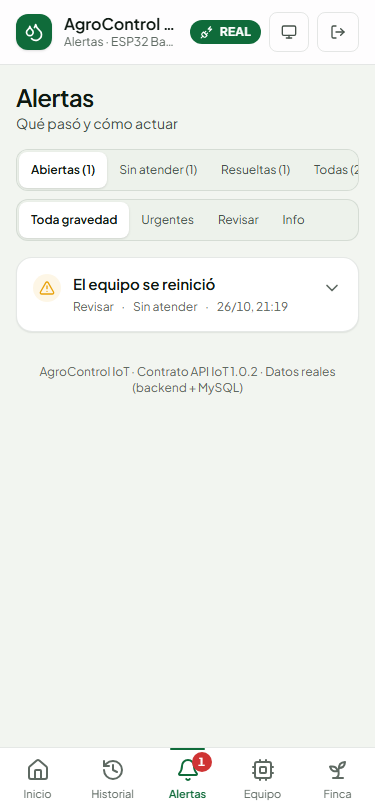 AgroControl ...
REAL
Alertas · ESP32 Ba...
Alertas
Qué pasó y cómo actuar
Abiertas (1)
Sin atender (1)
Resueltas (1)
Todas (2
Toda gravedad
Urgentes
Revisar
Info
El equipo se reinició
Revisar · Sin atender · 26/10, 21:19
AgroControl IoT · Contrato API IoT 1.0.2 · Datos reales
(backend + MySQL)
1
Inicio
Historial
Alertas
Equipo
Finca